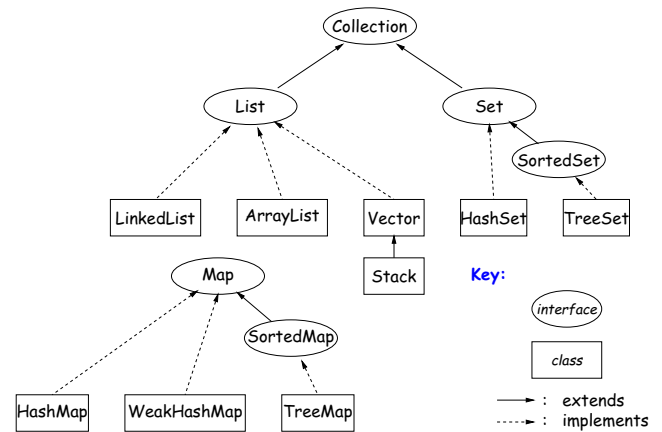 Collection
List
Set
SortedSet
LinkedList
ArrayList
Vector
HashSet
TreeSet
Map
Stack
Key:
interface
SortedMap
class
HashMap
WeakHashMap
TreeMap
: extends
: implements